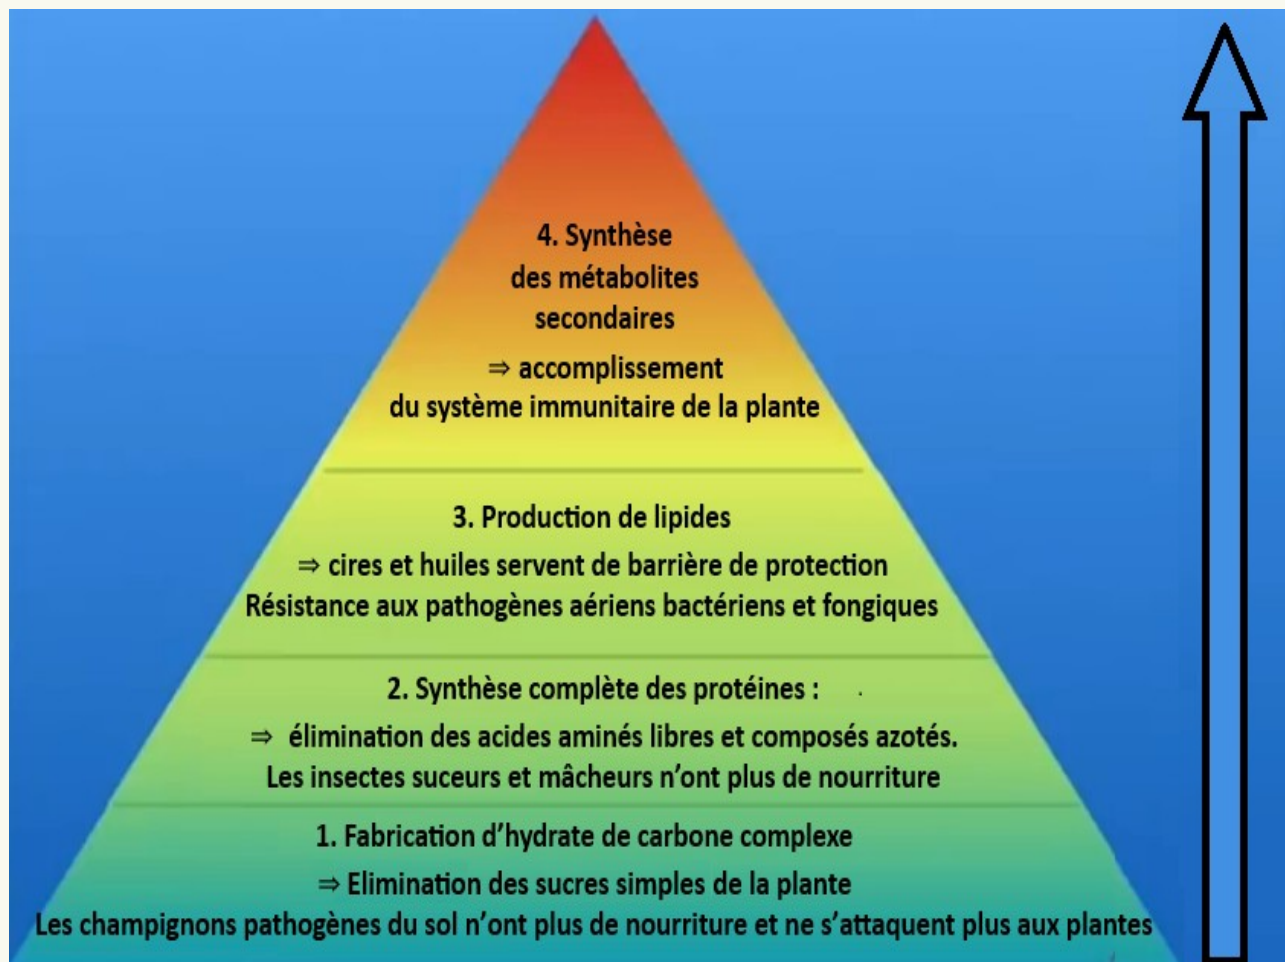 4. Synthèse
des métabolites
secondaires
⇒ accomplissement
du système immunitaire de la plante
3. Production de lipides
⇒ cires et huiles servent de barrière de protection
Résistance aux pathogènes aériens bactériens et fongiques
2. Synthèse complète des protéines :
⇒ élimination des acides aminés libres et composés azotés.
Les insectes suceurs et mâcheurs n’ont plus de nourriture
1. Fabrication d’hydrate de carbone complexe
⇒ Elimination des sucres simples de la plante
Les champignons pathogènes du sol n’ont plus de nourriture et ne s’attaquent plus aux plantes